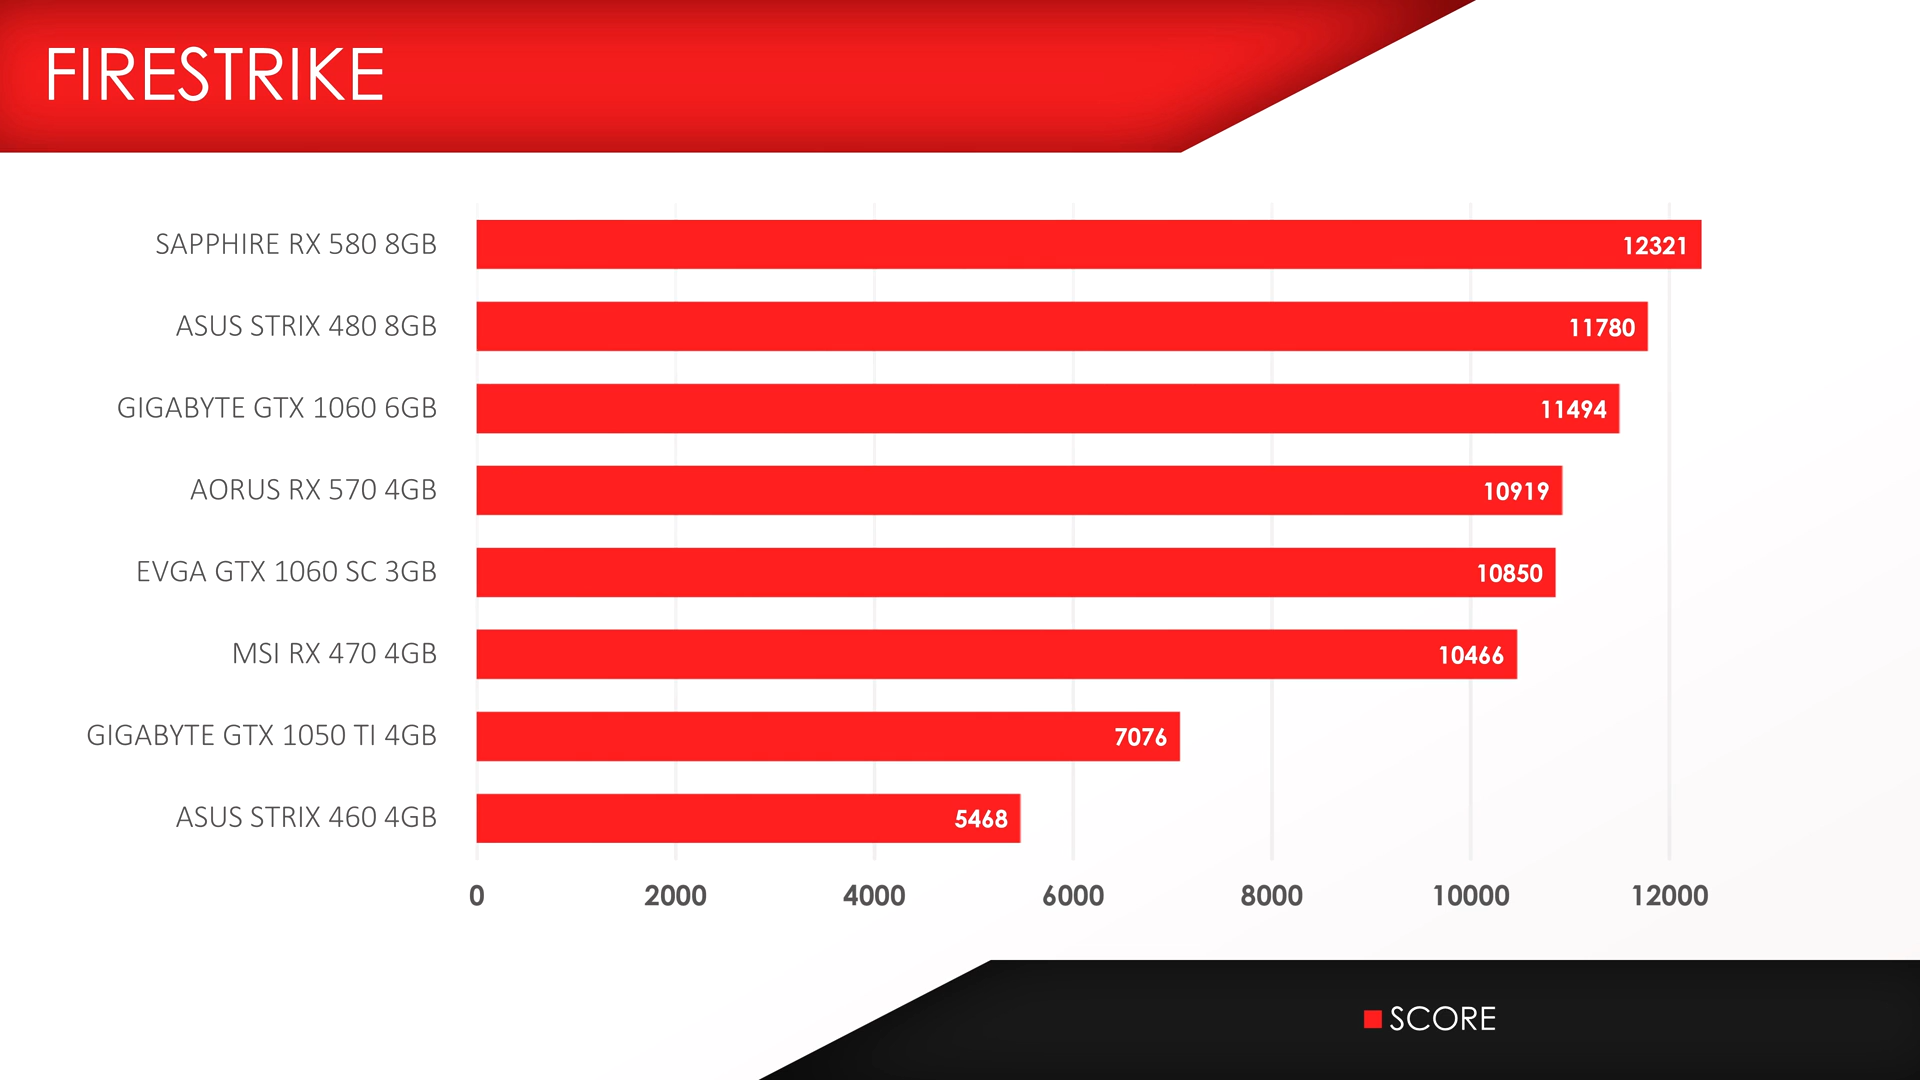 FIRESTRIKE
SAPPHIRE RX 580 8GB 12321
ASUS STRIX 480 8GB 11780
GIGABYTE GTX 1060 6GB 11494
AORUS RX 570 4GB 10919
EVGA GTX 1060 SC 3GB 10850
MSI RX 470 4GB 10466
GIGABYTE GTX 1050 TI 4GB 7076
ASUS STRIX 460 4GB 5468
0 2000 4000 6000 8000 10000 12000
SCORE